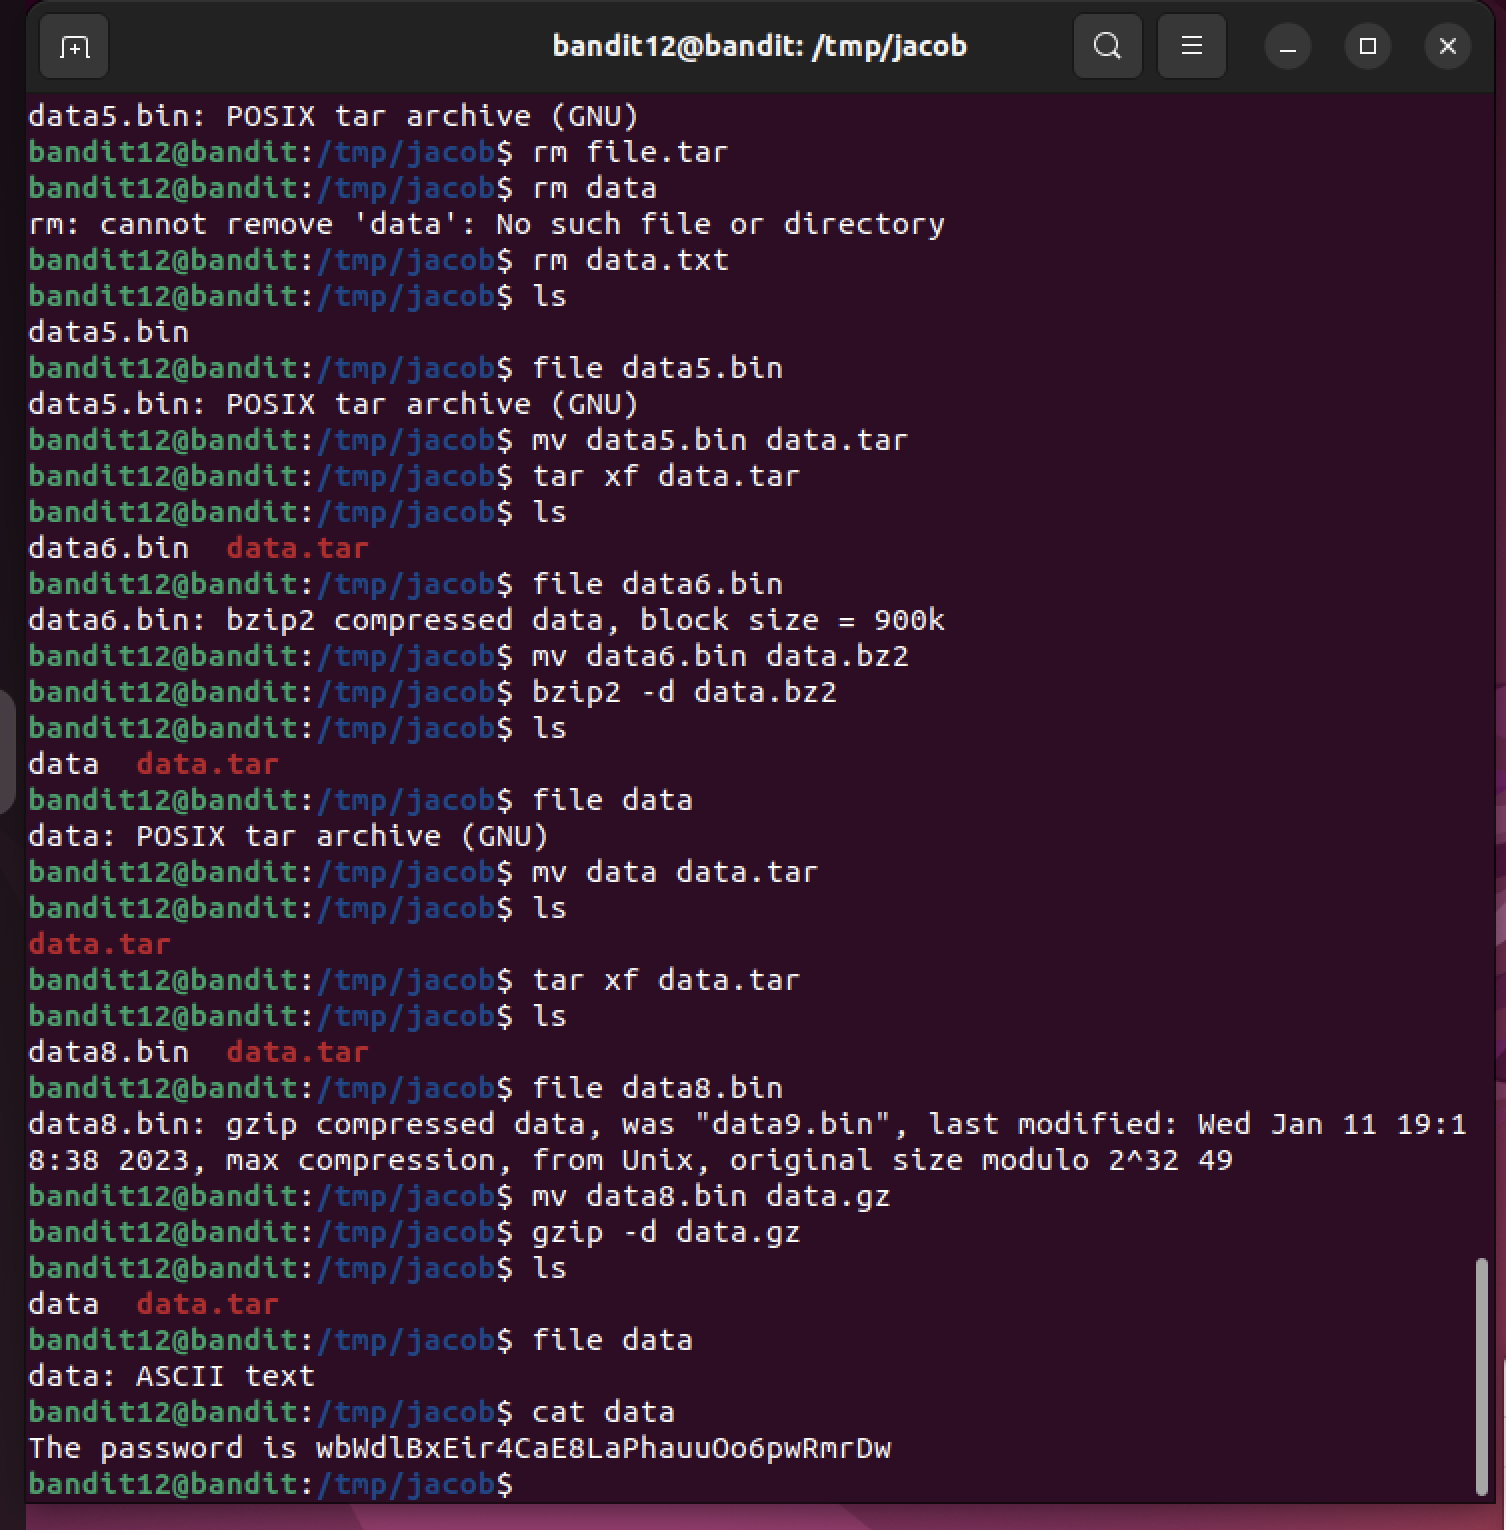 bandit12@bandit: /tmp/jacob
data5.bin: POSIX tar archive (GNU)
bandit12@bandit:/tmp/jacob$ rm file.tar
bandit12@bandit:/tmp/jacob$ rm data
rm: cannot remove 'data': No such file or directory
bandit12@bandit:/tmp/jacob$ rm data.txt
bandit12@bandit:/tmp/jacob$ ls
data5.bin
bandit12@bandit:/tmp/jacob$ file data5.bin
data5.bin: POSIX tar archive (GNU)
bandit12@bandit:/tmp/jacob$ mv data5.bin data.tar
bandit12@bandit:/tmp/jacob$ tar xf data.tar
bandit12@bandit:/tmp/jacob$ ls
data6.bin  data.tar
bandit12@bandit:/tmp/jacob$ file data6.bin
data6.bin: bzip2 compressed data, block size = 900k
bandit12@bandit:/tmp/jacob$ mv data6.bin data.bz2
bandit12@bandit:/tmp/jacob$ bzip2 -d data.bz2
bandit12@bandit:/tmp/jacob$ ls
data  data.tar
bandit12@bandit:/tmp/jacob$ file data
data: POSIX tar archive (GNU)
bandit12@bandit:/tmp/jacob$ mv data data.tar
bandit12@bandit:/tmp/jacob$ ls
data.tar
bandit12@bandit:/tmp/jacob$ tar xf data.tar
bandit12@bandit:/tmp/jacob$ ls
data8.bin  data.tar
bandit12@bandit:/tmp/jacob$ file data8.bin
data8.bin: gzip compressed data, was "data9.bin", last modified: Wed Jan 11 19:1
8:38 2023, max compression, from Unix, original size modulo 2^32 49
bandit12@bandit:/tmp/jacob$ mv data8.bin data.gz
bandit12@bandit:/tmp/jacob$ gzip -d data.gz
bandit12@bandit:/tmp/jacob$ ls
data  data.tar
bandit12@bandit:/tmp/jacob$ file data
data: ASCII text
bandit12@bandit:/tmp/jacob$ cat data
The password is wbWdlBxEir4CaE8LaPhauuOo6pwRmrDw
bandit12@bandit:/tmp/jacob$